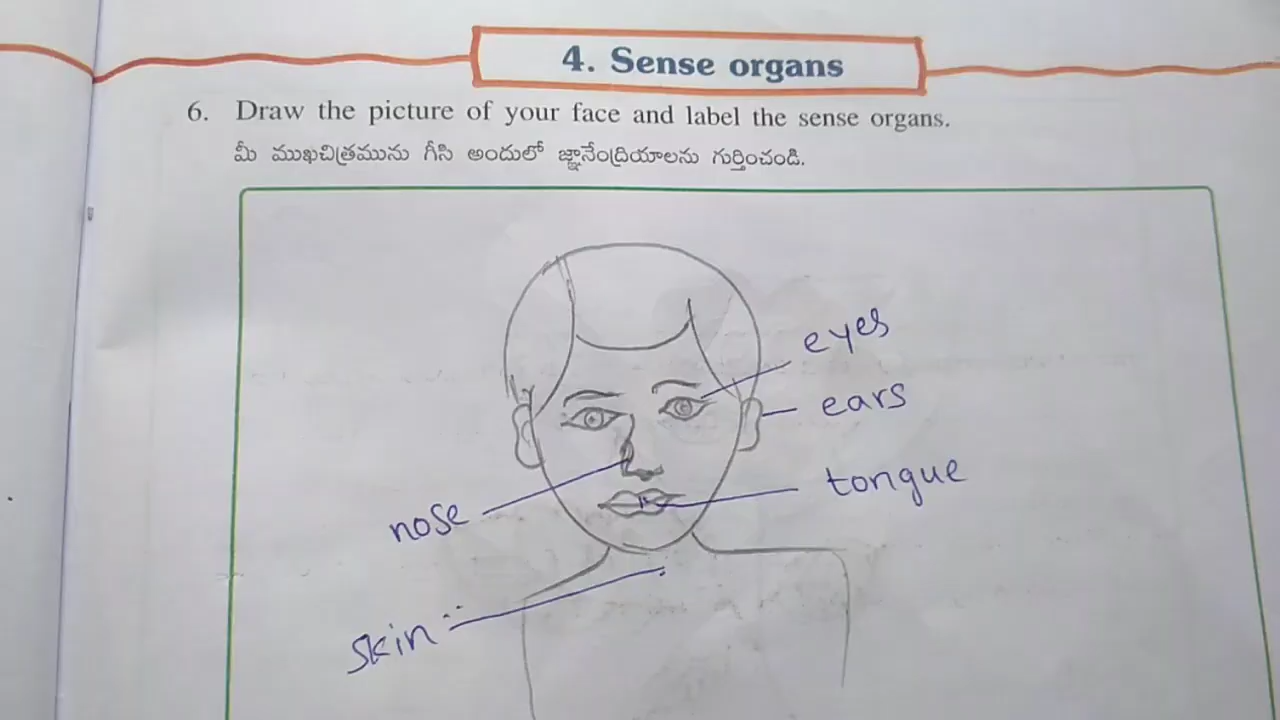 4. Sense organs
6. Draw the picture of your face and label the sense organs.
మీ ముఖచిత్రమును గీసి అందులో జ్ఞానేంద్రియాలను గుర్తించండి.
eyes
ears
tongue
nose
skin